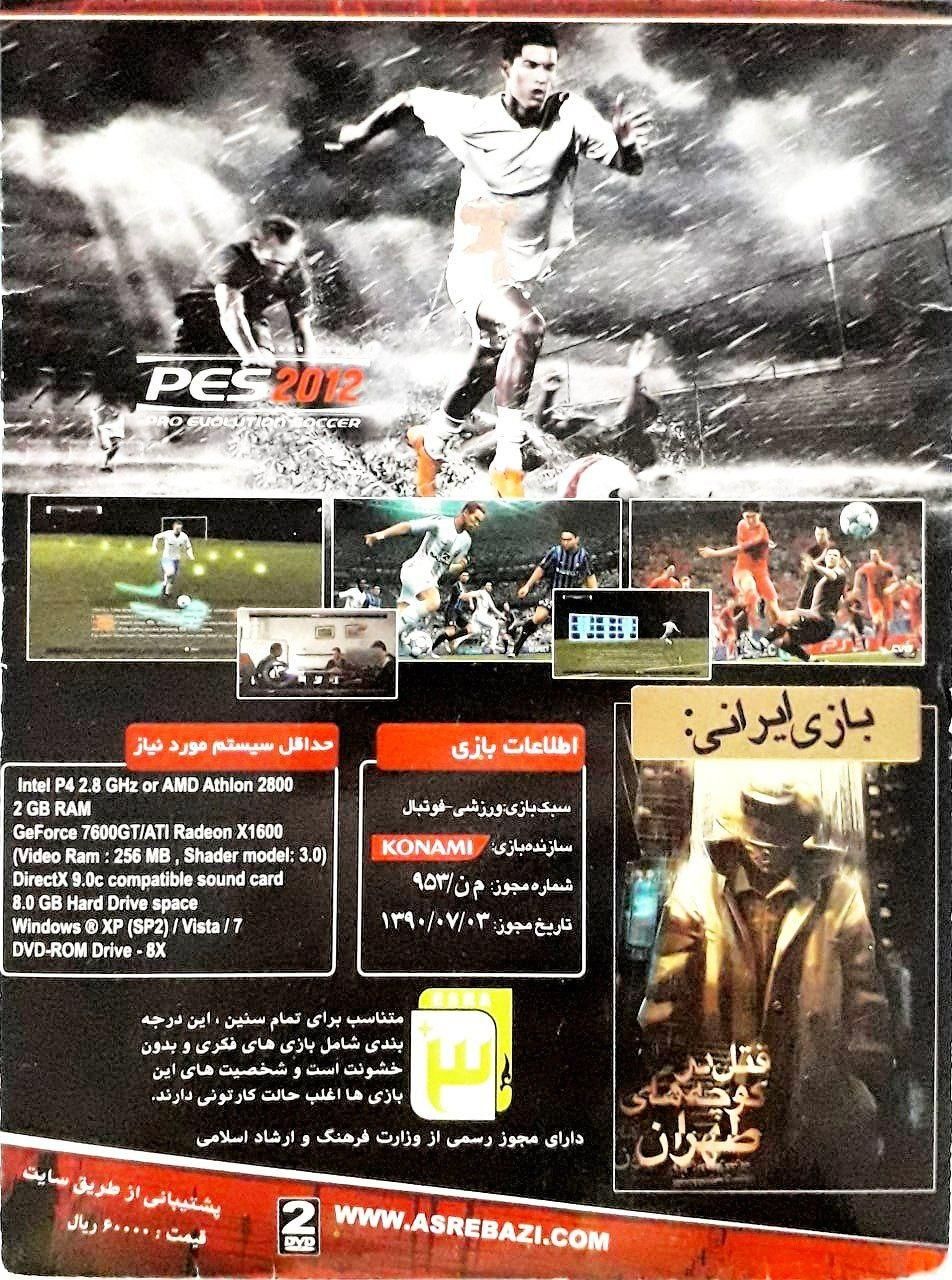 PES 2012
PRO EVOLUTION SOCCER
بازی ایرانی:
قتل در
کوچه های
طهران
اطلاعات بازی
سبک بازی: ورزشی-فوتبال
سازنده بازی: KONAMI
شماره مجوز: م ن/۹۵۳
تاریخ مجوز: ۱۳۹۰/۰۷/۰۳
حداقل سیستم مورد نیاز
Intel P4 2.8 GHz or AMD Athlon 2800
2 GB RAM
GeForce 7600GT/ATI Radeon X1600
(Video Ram : 256 MB , Shader model: 3.0)
DirectX 9.0c compatible sound card
8.0 GB Hard Drive space
Windows ® XP (SP2) / Vista / 7
DVD-ROM Drive - 8X
ESRA
+۳
متناسب برای تمام سنین ، این درجه
بندی شامل بازی های فکری و بدون
خشونت است و شخصیت های این
بازی ها اغلب حالت کارتونی دارند.
دارای مجوز رسمی از وزارت فرهنگ و ارشاد اسلامی
پشتیبانی از طریق سایت
قیمت : ۶۰۰۰۰ ریال
2
DVD
WWW.ASREBAZI.COM